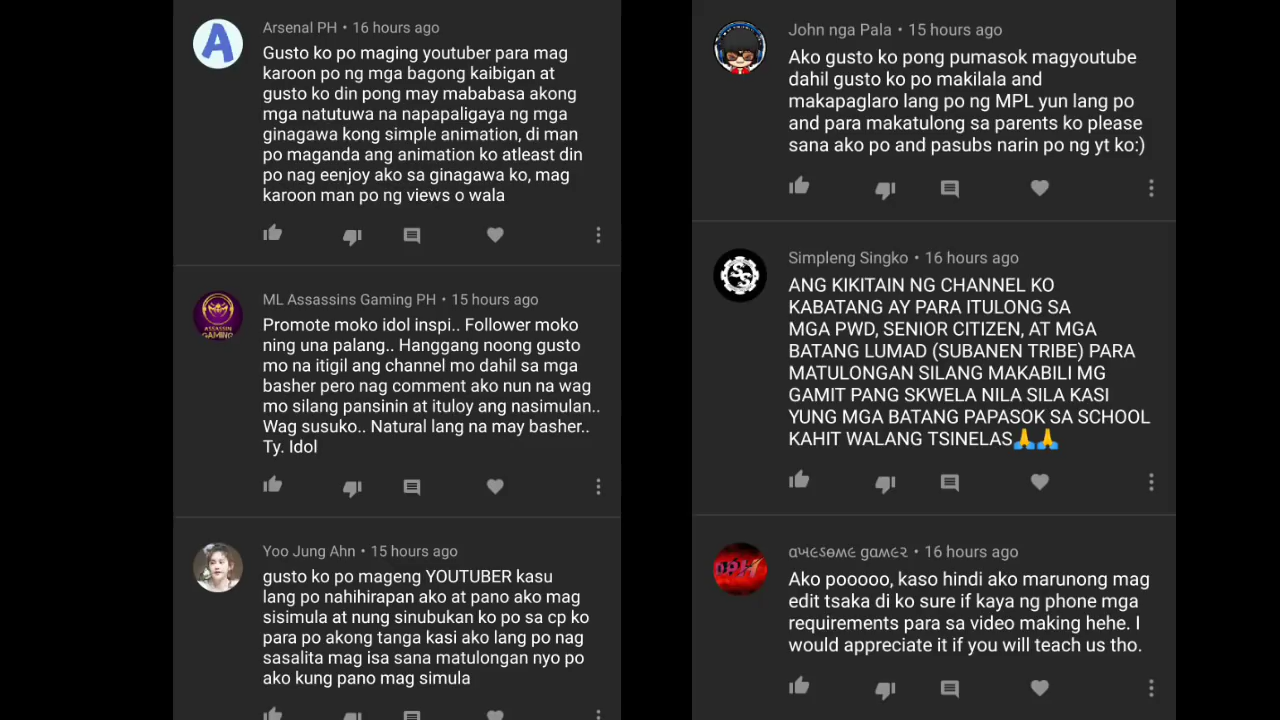 Arsenal PH • 16 hours ago
Gusto ko po maging youtuber para mag
karoon po ng mga bagong kaibigan at
gusto ko din pong may mababasa akong
mga natutuwa na napapaligaya ng mga
ginagawa kong simple animation, di man
po maganda ang animation ko atleast din
po nag eenjoy ako sa ginagawa ko, mag
karoon man po ng views o wala
ML Assassins Gaming PH • 15 hours ago
Promote moko idol inspi.. Follower moko
ning una palang.. Hanggang noong gusto
mo na itigil ang channel mo dahil sa mga
basher pero nag comment ako nun na wag
mo silang pansinin at ituloy ang nasimulan..
Wag susuko.. Natural lang na may basher..
Ty. Idol
Yoo Jung Ahn • 15 hours ago
gusto ko po mageng YOUTUBER kasu
lang po nahihirapan ako at pano ako mag
sisimula at nung sinubukan ko po sa cp ko
para po akong tanga kasi ako lang po nag
sasalita mag isa sana matulongan nyo po
ako kung pano mag simula
John nga Pala • 15 hours ago
Ako gusto ko pong pumasok magyoutube
dahil gusto ko po makilala and
makapaglaro lang po ng MPL yun lang po
and para makatulong sa parents ko please
sana ako po and pasubs narin po ng yt ko:)
Simpleng Singko • 16 hours ago
ANG KIKITAIN NG CHANNEL KO
KABATANG AY PARA ITULONG SA
MGA PWD, SENIOR CITIZEN, AT MGA
BATANG LUMAD (SUBANEN TRIBE) PARA
MATULONGAN SILANG MAKABILI MG
GAMIT PANG SKWELA NILA SILA KASI
YUNG MGA BATANG PAPASOK SA SCHOOL
KAHIT WALANG TSINELAS🙏🙏
αϥҽʂɵოҽ gαოҽջ • 16 hours ago
Ako pooooo, kaso hindi ako marunong mag
edit tsaka di ko sure if kaya ng phone mga
requirements para sa video making hehe. I
would appreciate it if you will teach us tho.